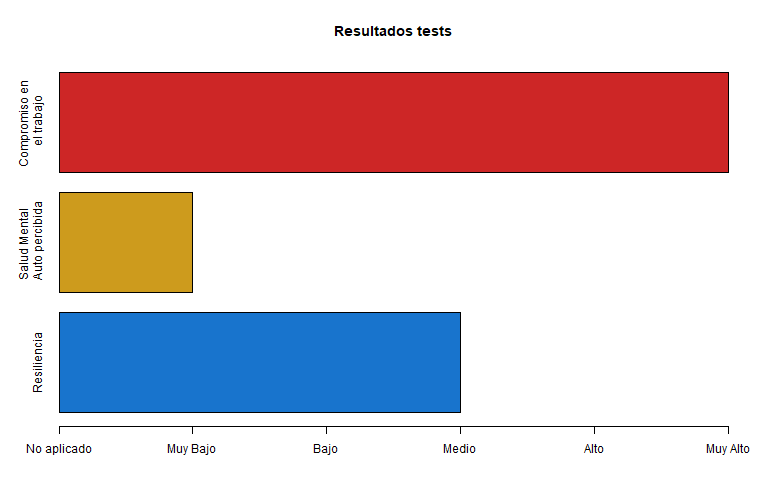 Resultados tests
Compromiso en
el trabajo
Salud Mental
Auto percibida
Resiliencia
No aplicado Muy Bajo Bajo Medio Alto Muy Alto